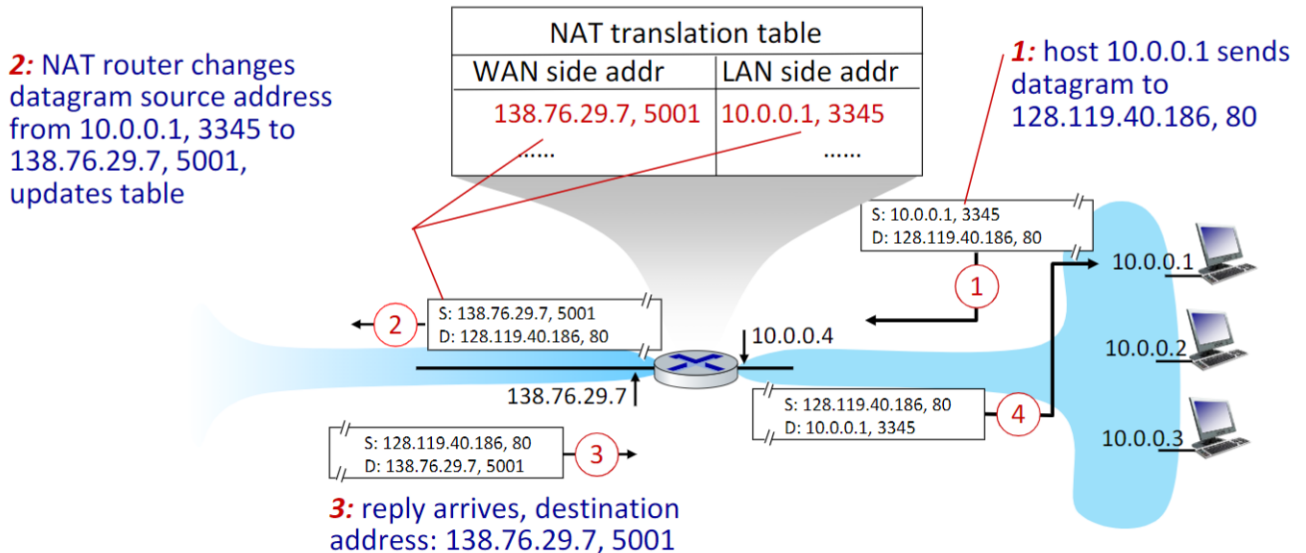 NAT translation table
WAN side addr LAN side addr
138.76.29.7, 5001 10.0.0.1, 3345
...... ......
2: NAT router changes
datagram source address
from 10.0.0.1, 3345 to
138.76.29.7, 5001,
updates table
1: host 10.0.0.1 sends
datagram to
128.119.40.186, 80
S: 10.0.0.1, 3345
D: 128.119.40.186, 80
1
10.0.0.1
2
S: 138.76.29.7, 5001
D: 128.119.40.186, 80
10.0.0.4
10.0.0.2
138.76.29.7
S: 128.119.40.186, 80
D: 10.0.0.1, 3345
4
10.0.0.3
S: 128.119.40.186, 80
D: 138.76.29.7, 5001
3
3: reply arrives, destination
address: 138.76.29.7, 5001